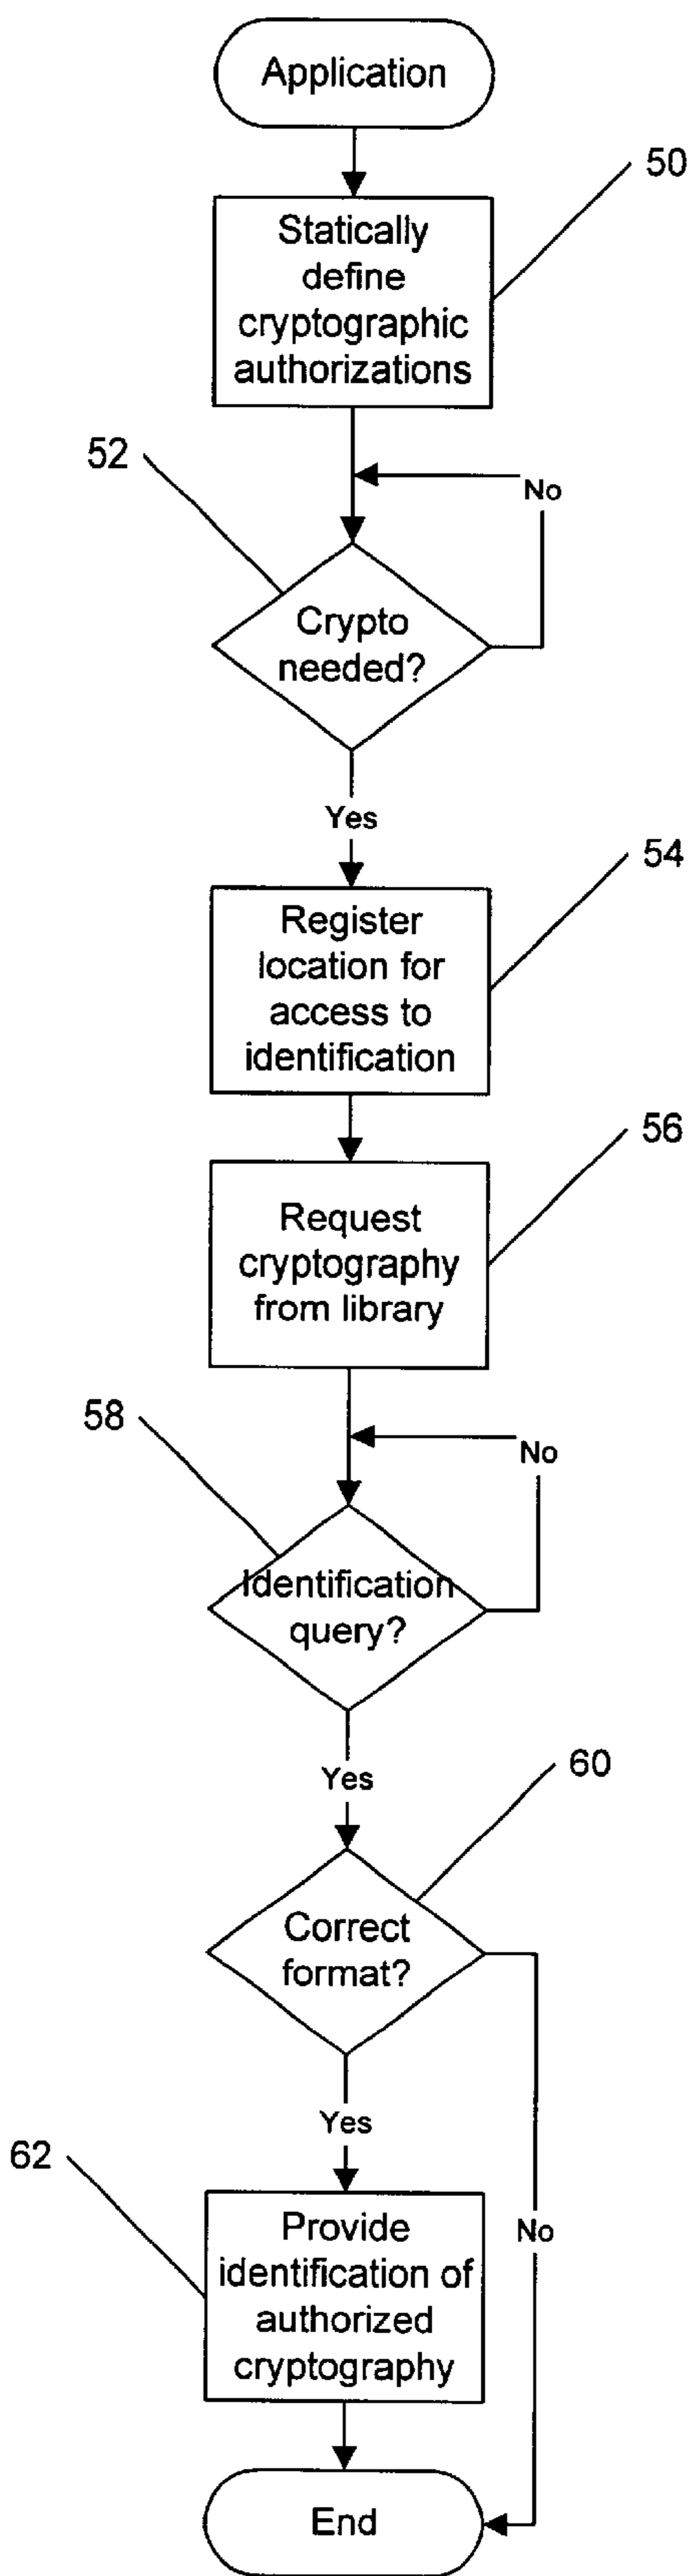 Application
50
Statically
define
cryptographic
authorizations
52
No
Crypto
needed?
Yes
54
Register
location for
access to
identification
56
Request
cryptography
from library
58
No
Identification
query?
Yes
60
Correct
format?
Yes
62
No
Provide
identification of
authorized
cryptography
End